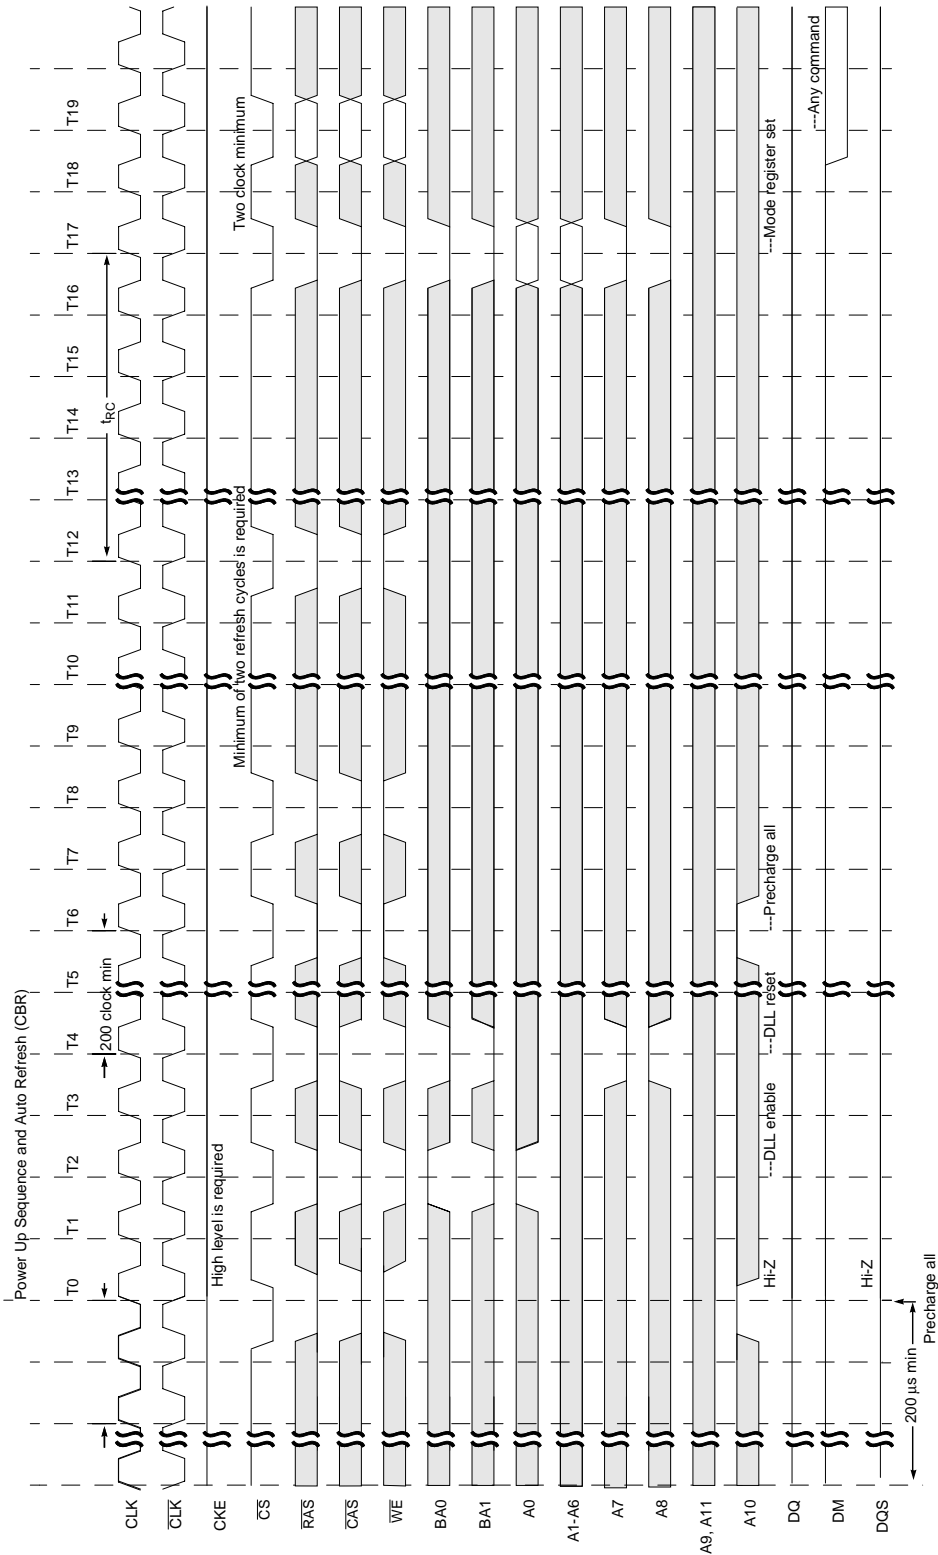 Power Up Sequence and Auto Refresh (CBR)
T0 T1 T2 T3 T4 T5 T6 T7 T8 T9 T10 T11 T12 T13 T14 T15 T16 T17 T18 T19
200 clock min
tRC
CLK
CLK
CKE
High level is required
Minimum of two refresh cycles is required
Two clock minimum
CS
RAS
CAS
WE
BA0
BA1
A0
A1-A6
A7
A8
A9, A11
A10
Hi-Z
---DLL enable
---DLL reset
---Precharge all
---Mode register set
---Any command
DQ
DM
Hi-Z
DQS
200 µs min
Precharge all